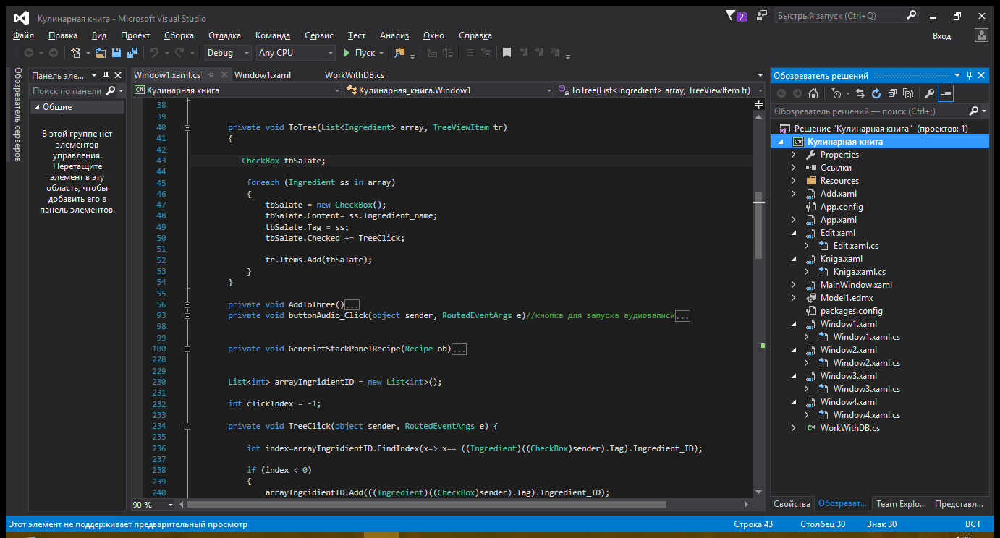 Кулинарная книга - Microsoft Visual Studio
2
Быстрый запуск (Ctrl+Q)
Файл Правка Вид Проект Сборка Отладка Команда Сервис Тест Анализ Окно Справка
Вход
Debug Any CPU Пуск
Обозреватель серверов
Панель эле...
Поиск по панели
Общие
В этой группе нет
элементов
управления.
Перетащите
элемент в эту
область, чтобы
добавить его в
панель элементов.
Window1.xaml.cs Window1.xaml WorkWithDB.cs
C# Кулинарная книга Кулинарная_книга.Window1 ToTree(List<Ingredient> array, TreeViewItem tr)
38
39
40 private void ToTree(List<Ingredient> array, TreeViewItem tr)
41 {
42
43 CheckBox tbSalate;
44
45 foreach (Ingredient ss in array)
46 {
47 tbSalate = new CheckBox();
48 tbSalate.Content= ss.Ingredient_name;
49 tbSalate.Tag = ss;
50 tbSalate.Checked += TreeClick;
51
52 tr.Items.Add(tbSalate);
53 }
54 }
55
56 private void AddToThree()...
93 private void buttonAudio_Click(object sender, RoutedEventArgs e)//кнопка для запуска аудиозаписи...
98
99
100 private void GenerirtStackPanelRecipe(Recipe ob)...
228
229
230 List<int> arrayIngridientID = new List<int>();
231
232 int clickIndex = -1;
233
234 private void TreeClick(object sender, RoutedEventArgs e) {
235
236 int index=arrayIngridientID.FindIndex(x=> x== ((Ingredient)((CheckBox)sender).Tag).Ingredient_ID);
237
238 if (index < 0)
239 {
240 arrayIngridientID.Add(((Ingredient)((CheckBox)sender).Tag).Ingredient_ID);
90 %
Обозреватель решений
Обозреватель решений — поиск (Ctrl+;)
Решение "Кулинарная книга" (проектов: 1)
C# Кулинарная книга
Properties
Ссылки
Resources
Add.xaml
App.config
App.xaml
Edit.xaml
Edit.xaml.cs
Kniga.xaml
Kniga.xaml.cs
MainWindow.xaml
Model1.edmx
packages.config
Window1.xaml
Window1.xaml.cs
Window2.xaml
Window2.xaml.cs
Window3.xaml
Window3.xaml.cs
Window4.xaml
Window4.xaml.cs
C# WorkWithDB.cs
Свойства Обозреват... Team Explo... Представл...
Этот элемент не поддерживает предварительный просмотр Строка 43 Столбец 30 Знак 30 ВСТ